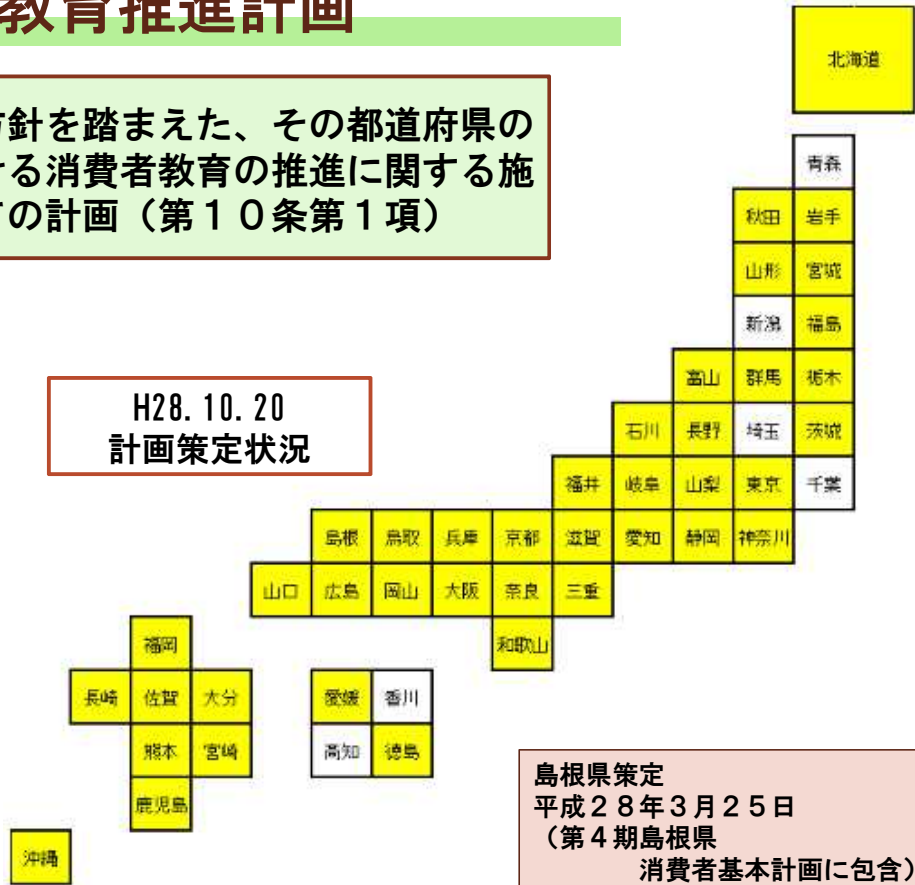 教育推進計画
方針を踏まえた、その都道府県の
ける消費者教育の推進に関する施
ての計画（第１０条第１項）
H28.10.20
計画策定状況
北海道
青森
秋田 岩手
山形 宮城
新潟 福島
富山 群馬 栃木
石川 長野 埼玉 茨城
福井 岐阜 山梨 東京 千葉
島根 鳥取 兵庫 京都 滋賀 愛知 静岡 神奈川
山口 広島 岡山 大阪 奈良 三重
福岡 和歌山
長崎 佐賀 大分 愛媛 香川
熊本 宮崎 高知 徳島
鹿児島
沖縄
島根県策定
平成２８年３月２５日
（第４期島根県
消費者基本計画に包含）